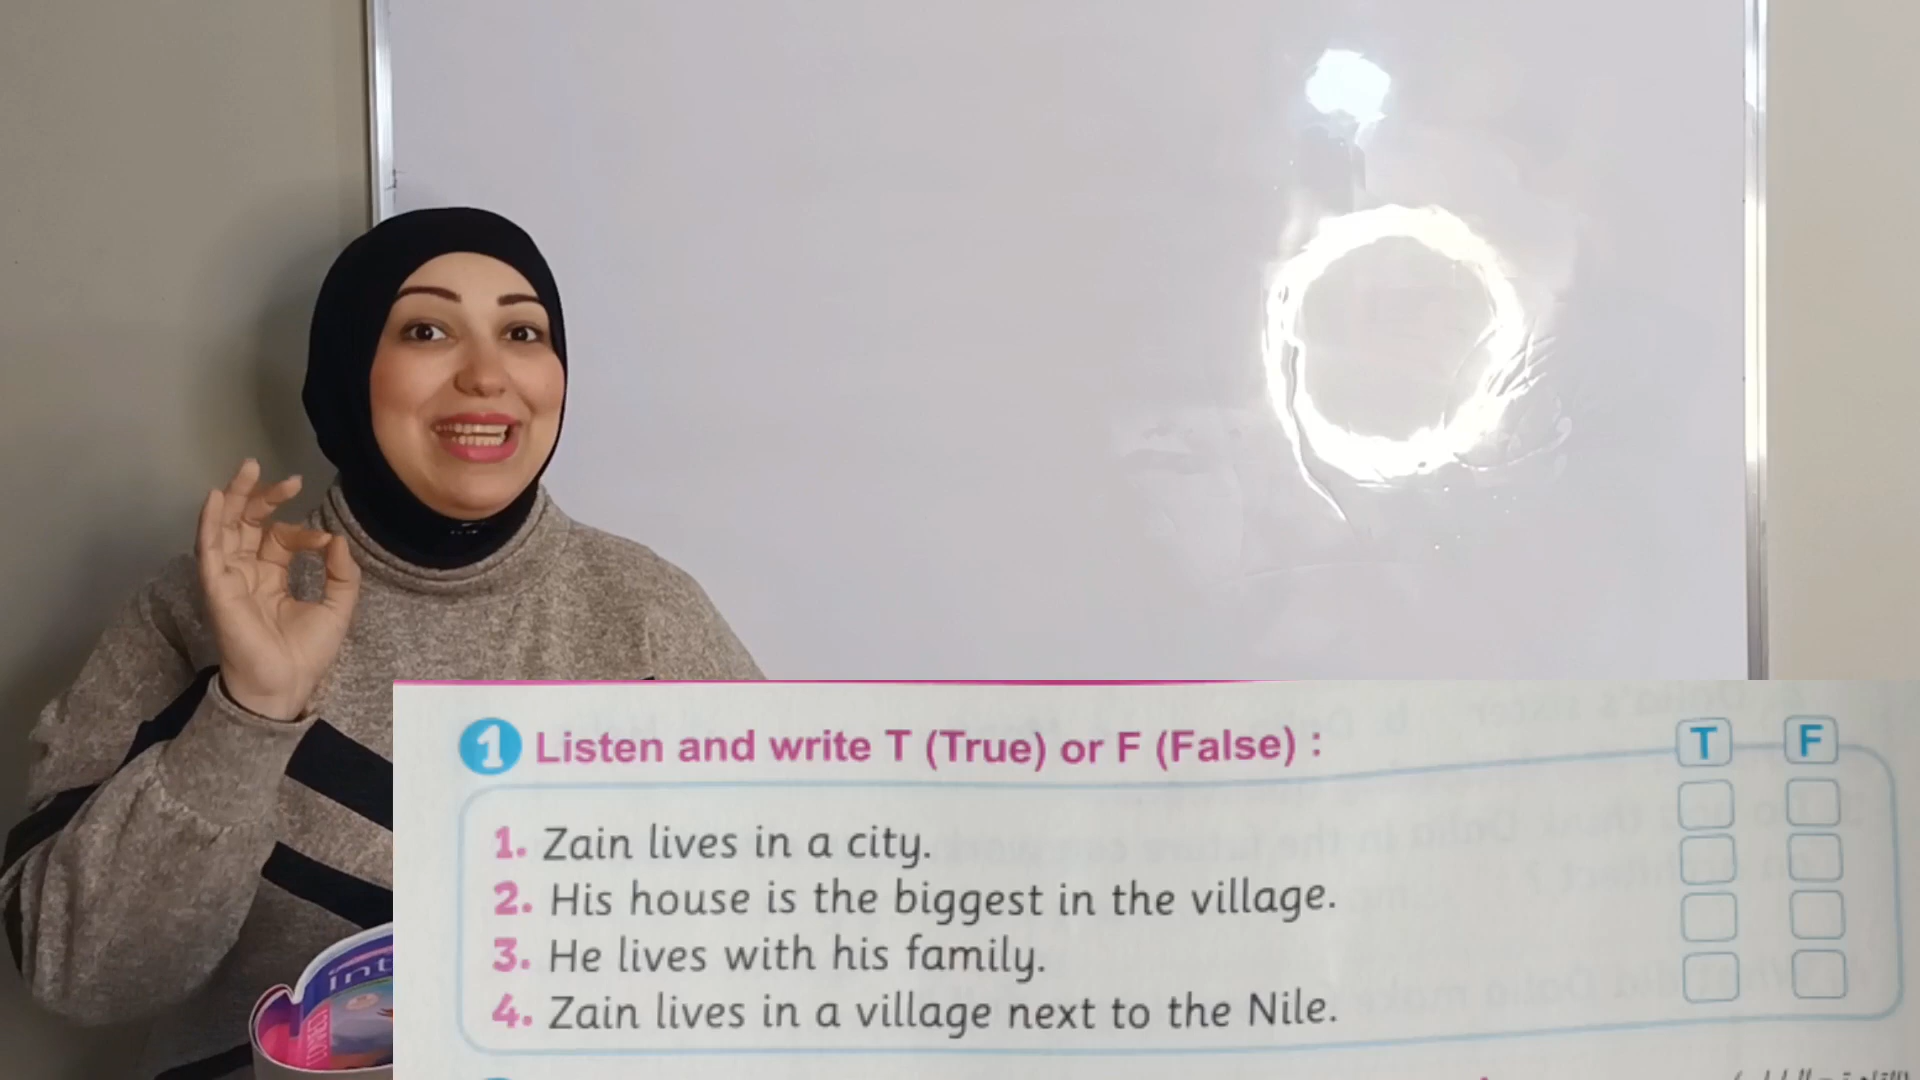 1 Listen and write T (True) or F (False) :
T F
1. Zain lives in a city.
2. His house is the biggest in the village.
3. He lives with his family.
4. Zain lives in a village next to the Nile.